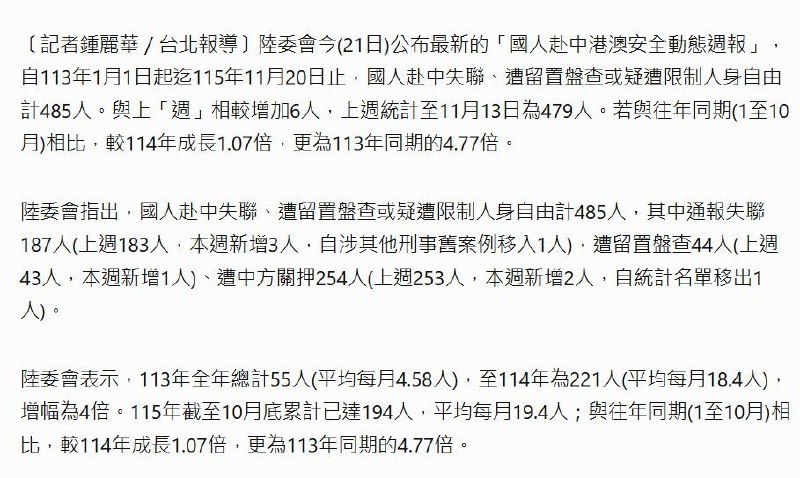 〔記者鍾麗華／台北報導〕陸委會今(21日)公布最新的「國人赴中港澳安全動態週報」，
自113年1月1日起迄115年11月20日止，國人赴中失聯、遭留置盤查或疑遭限制人身自由
計485人。與上「週」相較增加6人，上週統計至11月13日為479人。若與往年同期(1至10
月)相比，較114年成長1.07倍，更為113年同期的4.77倍。
陸委會指出，國人赴中失聯、遭留置盤查或疑遭限制人身自由計485人，其中通報失聯
187人(上週183人，本週新增3人，自涉其他刑事舊案例移入1人)，遭留置盤查44人(上週
43人，本週新增1人)、遭中方關押254人(上週253人，本週新增2人，自統計名單移出1
人)。
陸委會表示，113年全年總計55人(平均每月4.58人)，至114年為221人(平均每月18.4人)，
增幅為4倍。115年截至10月底累計已達194人，平均每月19.4人；與往年同期(1至10月)相
比，較114年成長1.07倍，更為113年同期的4.77倍。